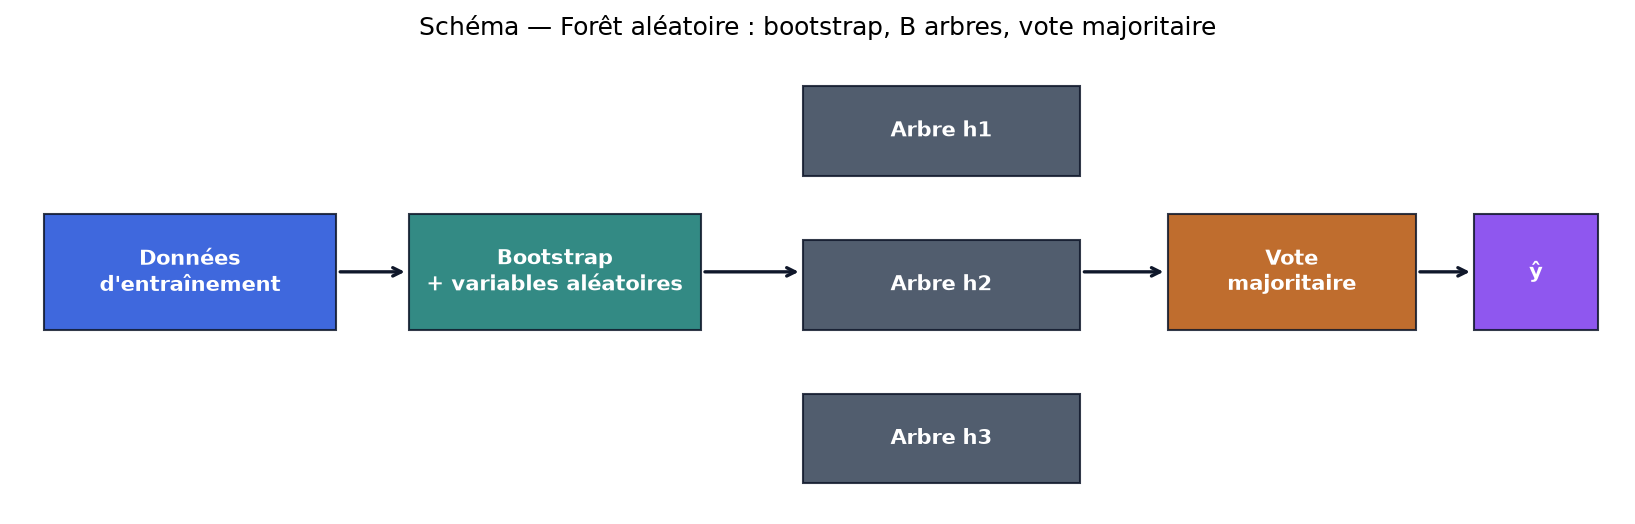 Schéma — Forêt aléatoire : bootstrap, B arbres, vote majoritaire
Données
d'entraînement
Bootstrap
+ variables aléatoires
Arbre h1
Arbre h2
Arbre h3
Vote
majoritaire
ŷ